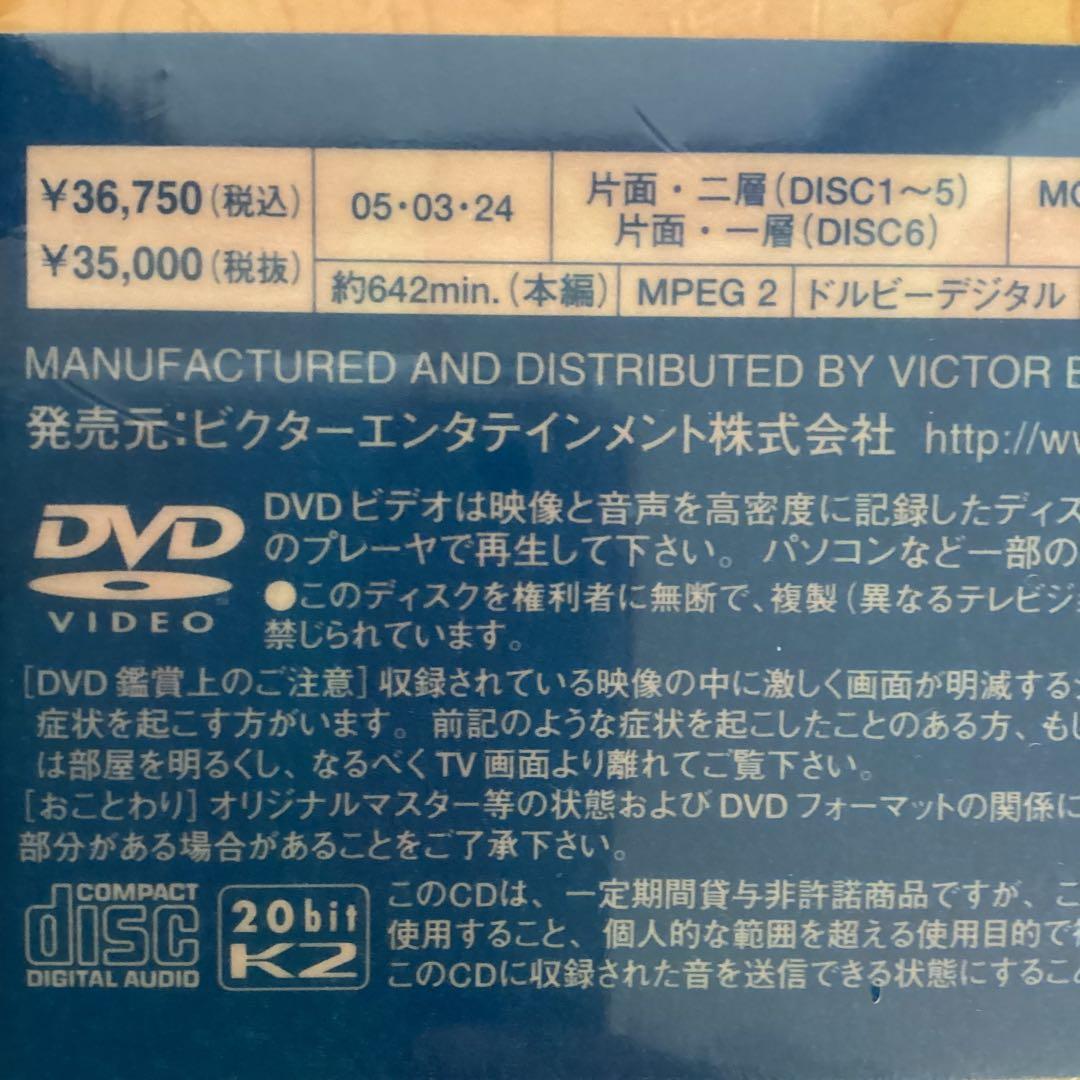 ¥36,750(税込)
¥35,000(税抜)
05・03・24
片面・二層(DISC1〜5)
片面・一層(DISC6)
約642min.(本編)
MPEG 2
ドルビーデジタル
MANUFACTURED AND DISTRIBUTED BY VICTOR
発売元:ビクターエンタテインメント株式会社 http://w
DVD
VIDEO
DVDビデオは映像と音声を高密度に記録したディス
のプレーヤで再生して下さい。パソコンなど一部の
●このディスクを権利者に無断で、複製(異なるテレビジ
禁じられています。
[DVD 鑑賞上のご注意] 収録されている映像の中に激しく画面が明滅する
症状を起こす方がいます。前記のような症状を起こしたことのある方、もし
は部屋を明るくし、なるべくTV画面より離れてご覧下さい。
[おことわり] オリジナルマスター等の状態およびDVDフォーマットの関係に
部分がある場合があることをご了承下さい。
COMPACT
disc
DIGITAL AUDIO
20bit
K2
このCDは、一定期間貸与非許諾商品ですが、こ
使用すること、個人的な範囲を超える使用目的で
このCDに収録された音を送信できる状態にするこ